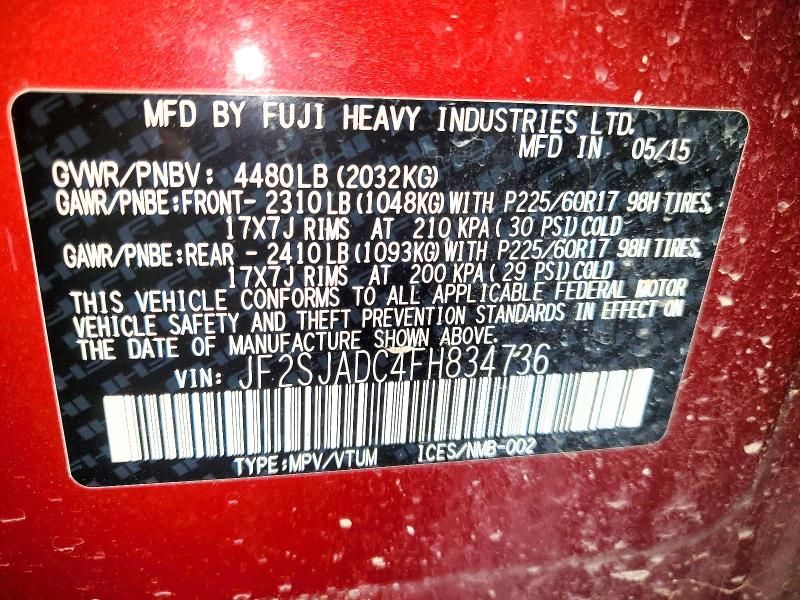 MFD BY FUJI HEAVY INDUSTRIES LTD.
MFD IN 05/15
GVWR/PNBV: 4480LB (2032KG)
GAWR/PNBE:FRONT- 2310LB (1048KG) WITH P225/60R17 98H TIRES,
17X7J RIMS AT 210 KPA (30 PSI) COLD
GAWR/PNBE:REAR - 2410LB (1093KG) WITH P225/60R17 98H TIRES,
17X7J RIMS AT 200 KPA (29 PSI) COLD
THIS VEHICLE CONFORMS TO ALL APPLICABLE FEDERAL MOTOR
VEHICLE SAFETY AND THEFT PREVENTION STANDARDS IN EFFECT ON
THE DATE OF MANUFACTURE SHOWN ABOVE.
VIN: JF2SJADC4FH834736
TYPE:MPV/VTUM ICES/NMB-002